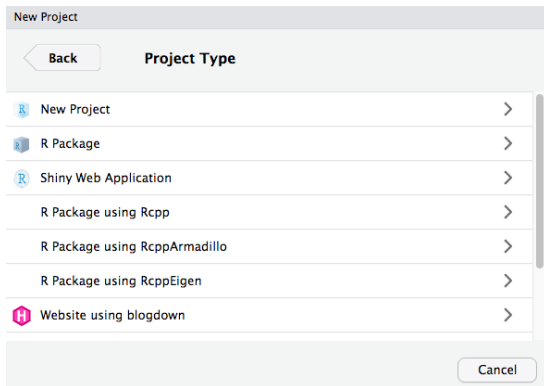 New Project
Back
Project Type
New Project
R Package
Shiny Web Application
R Package using Rcpp
R Package using RcppArmadillo
R Package using RcppEigen
Website using blogdown
Cancel